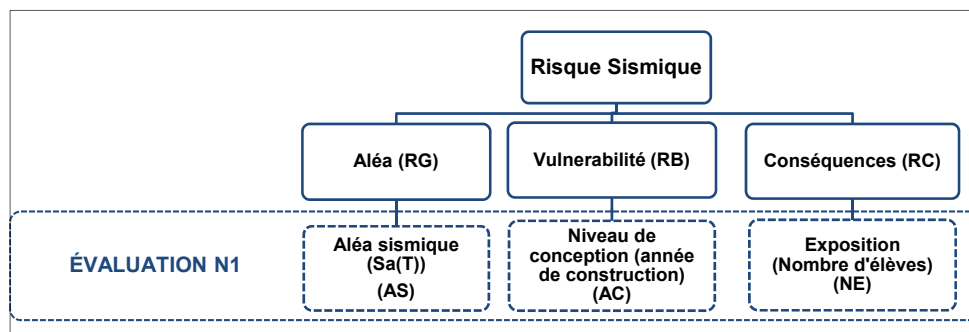 Risque Sismique
Aléa (RG)
Vulnerabilité (RB)
Conséquences (RC)
ÉVALUATION N1
Aléa sismique
(Sa(T))
(AS)
Niveau de
conception (année
de construction)
(AC)
Exposition
(Nombre d'élèves)
(NE)